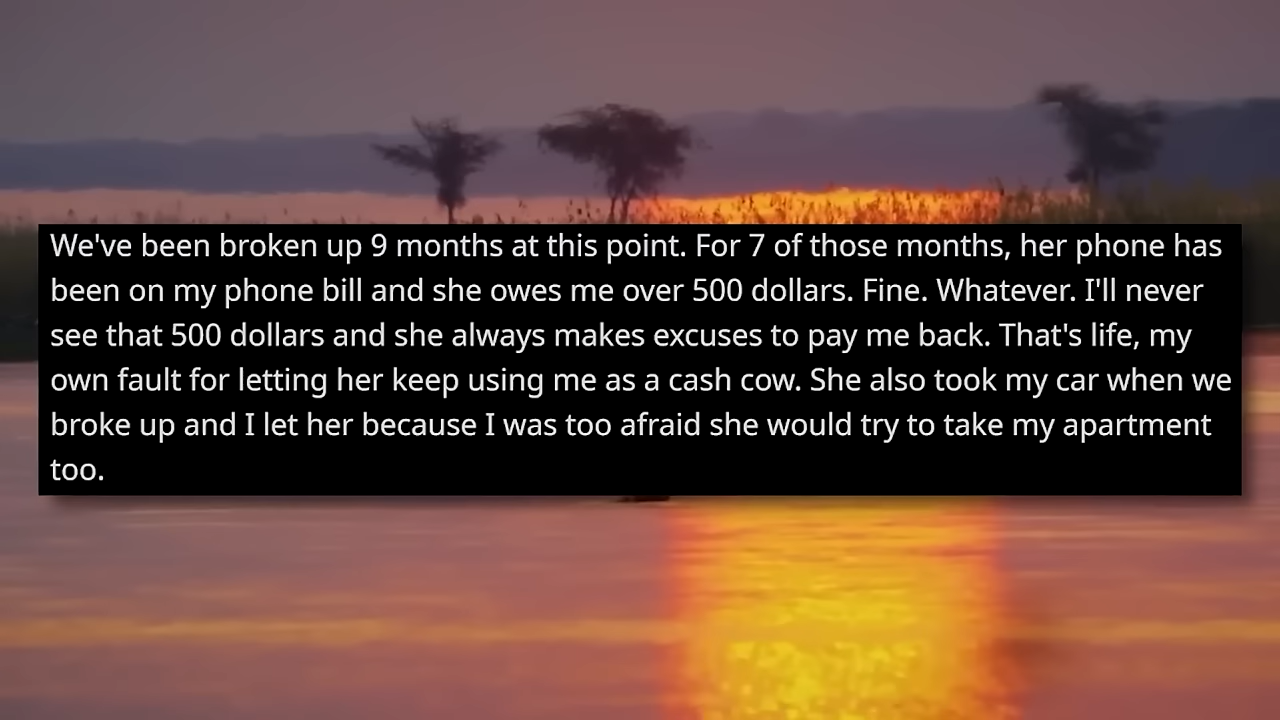 We've been broken up 9 months at this point. For 7 of those months, her phone has
been on my phone bill and she owes me over 500 dollars. Fine. Whatever. I'll never
see that 500 dollars and she always makes excuses to pay me back. That's life, my
own fault for letting her keep using me as a cash cow. She also took my car when we
broke up and I let her because I was too afraid she would try to take my apartment
too.